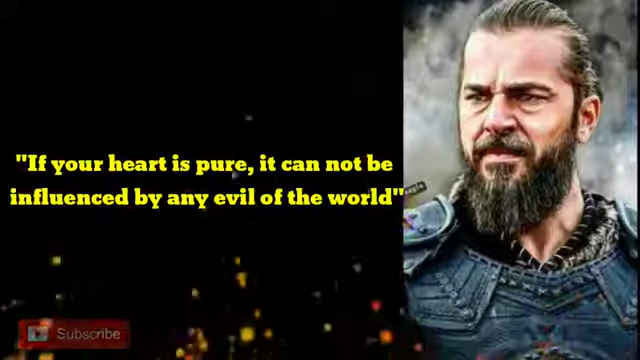 "If your heart is pure, it can not be
influenced by any evil of the world"
Subscribe